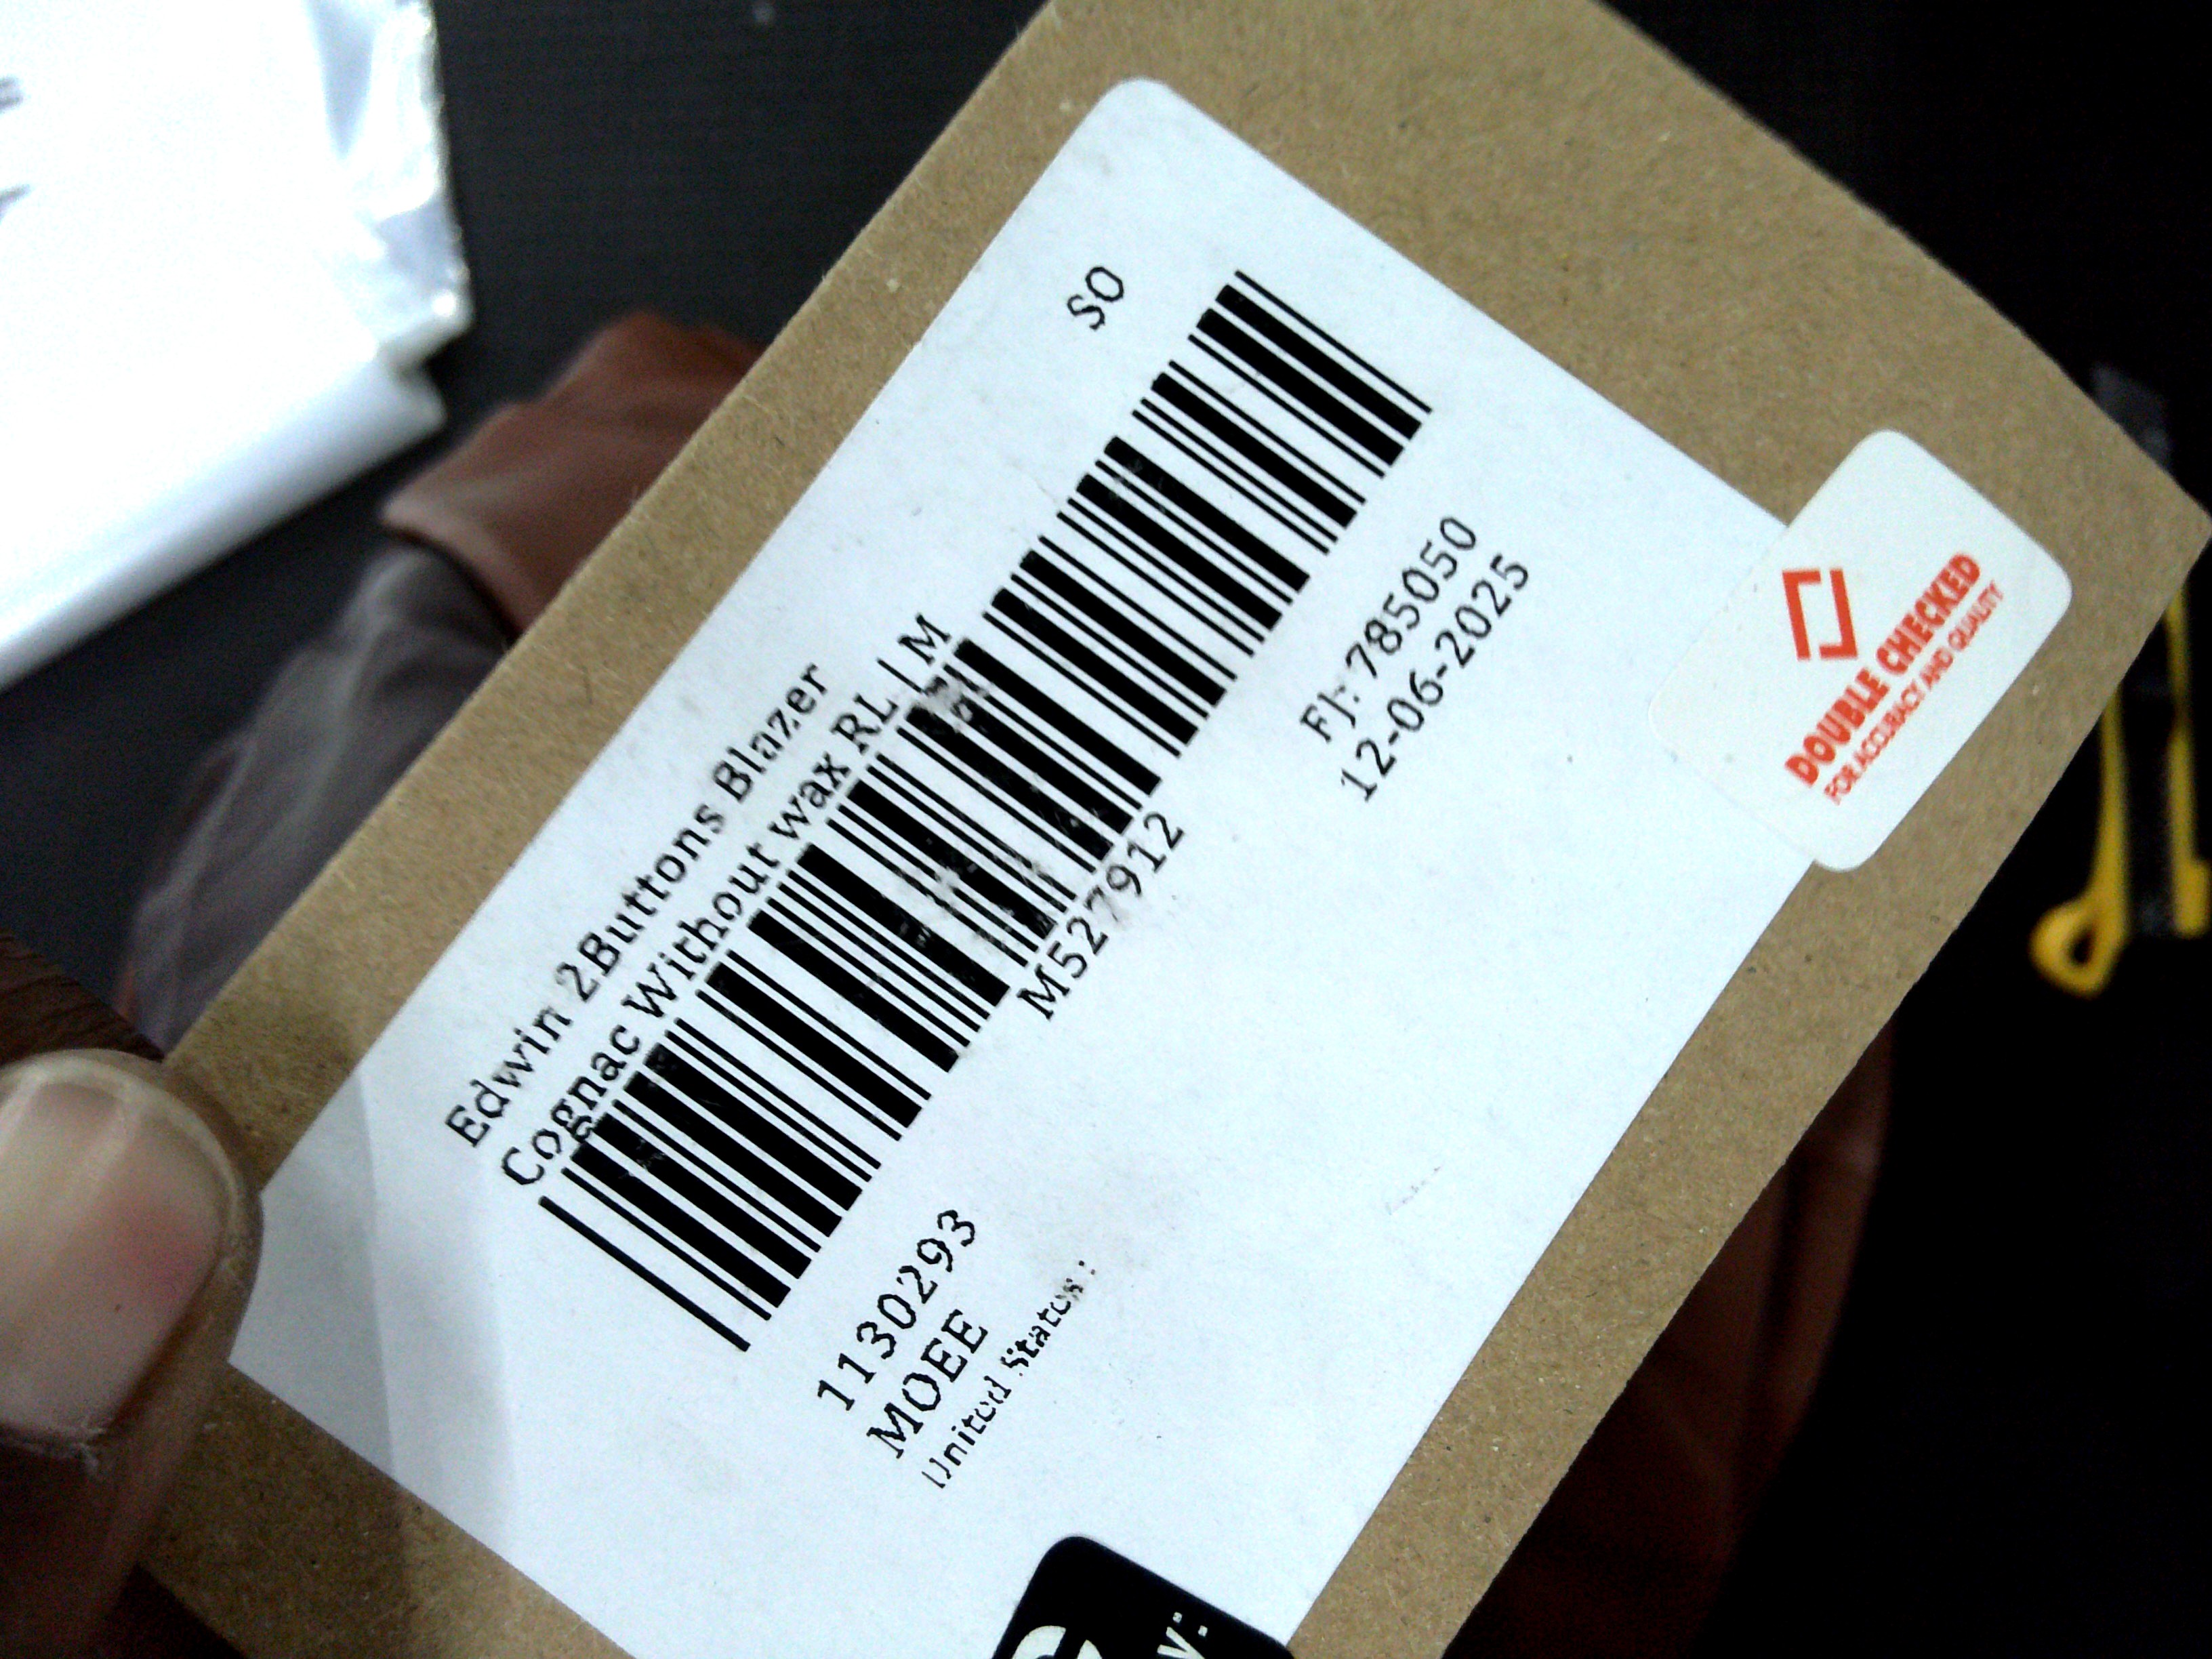 SO
Edwin 2Buttons Blazer
Cognac Without wax RL | M
M527912
FJ: 785050
12-06-2025
1130293
MOEE
United States:
DOUBLE CHECKED
FOR ACCURACY AND QUALITY
y: